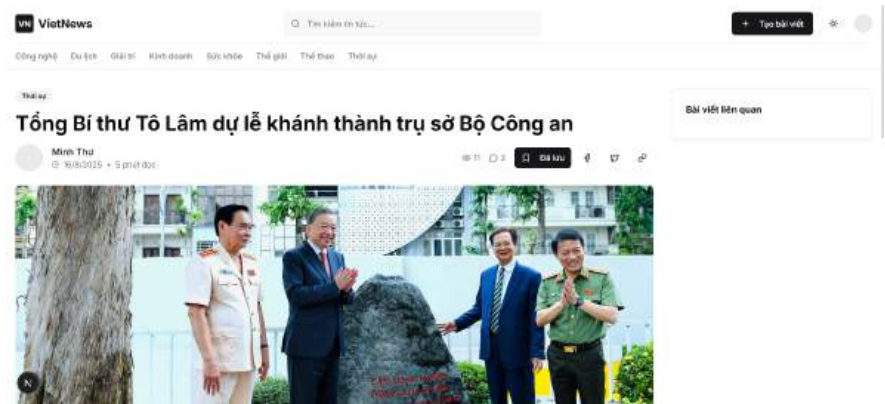 VN VietNews
Tìm kiếm tin tức...
+ Tạo bài viết
Công nghệ Du lịch Giải trí Kinh doanh Sức khỏe Thế giới Thể thao Thời sự
Thời sự
Tổng Bí thư Tô Lâm dự lễ khánh thành trụ sở Bộ Công an
Minh Thư
16/8/2025 • 5 phút đọc
11 2 Đã lưu
Bài viết liên quan
N